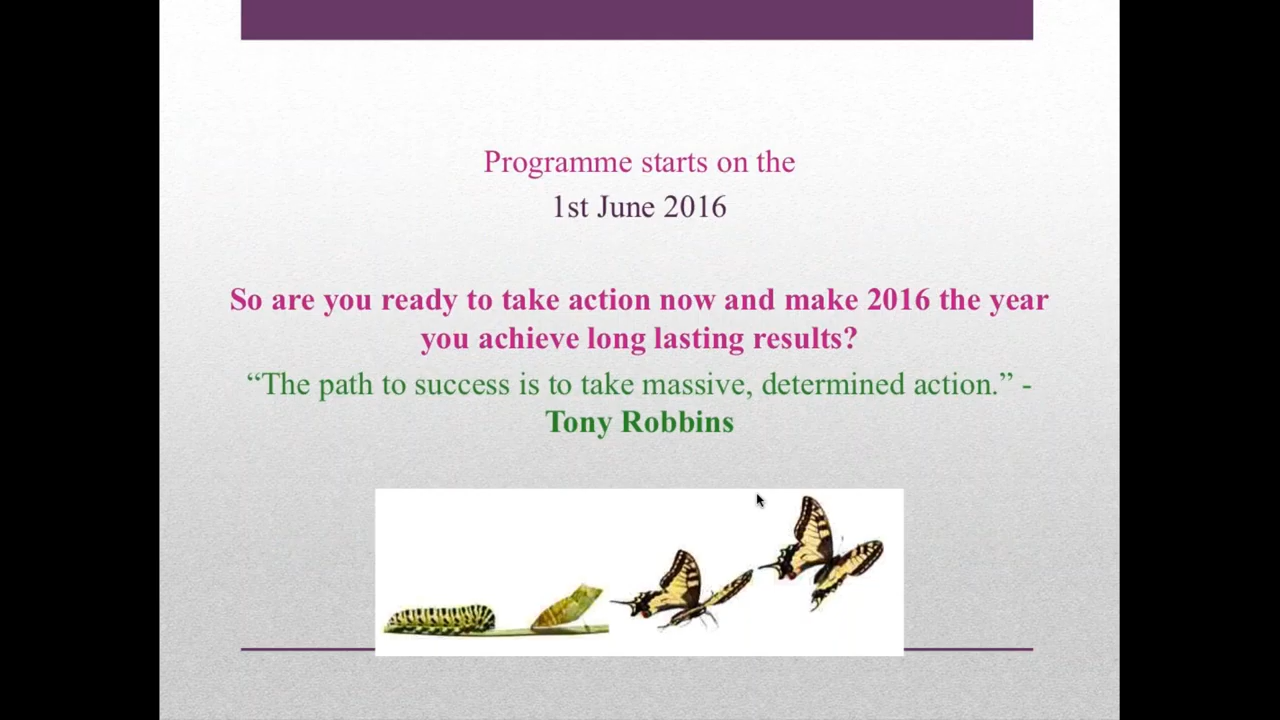 Programme starts on the
1st June 2016
So are you ready to take action now and make 2016 the year
you achieve long lasting results?
“The path to success is to take massive, determined action.” -
Tony Robbins